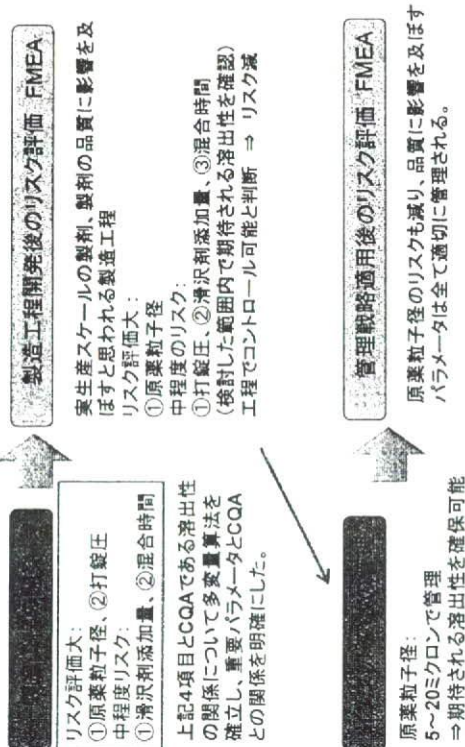 リスク評価大:
①原薬粒子径、②打錠圧
中程度リスク:
①滑沢剤添加量、②混合時間
上記4項目とCQAである溶出性
の関係について多変量算法を
確立し、重要パラメータとCQA
との関係を明確にした。
製造工程開発後のリスク評価 FMEA
実生産スケールの製剤、製剤の品質に影響を及
ぼすと思われる製造工程
リスク評価大:
①原薬粒子径
中程度のリスク:
①打錠圧、②滑沢剤添加量、③混合時間
(検討した範囲内で期待される溶出性を確認)
工程でコントロール可能と判断 ⇒ リスク減
原薬粒子径:
5~20ミクロンで管理
⇒期待される溶出性を確保可能
管理戦略適用後のリスク評価 FMEA
原薬粒子径のリスクも減り、品質に影響を及ぼす
パラメータは全て適切に管理される。